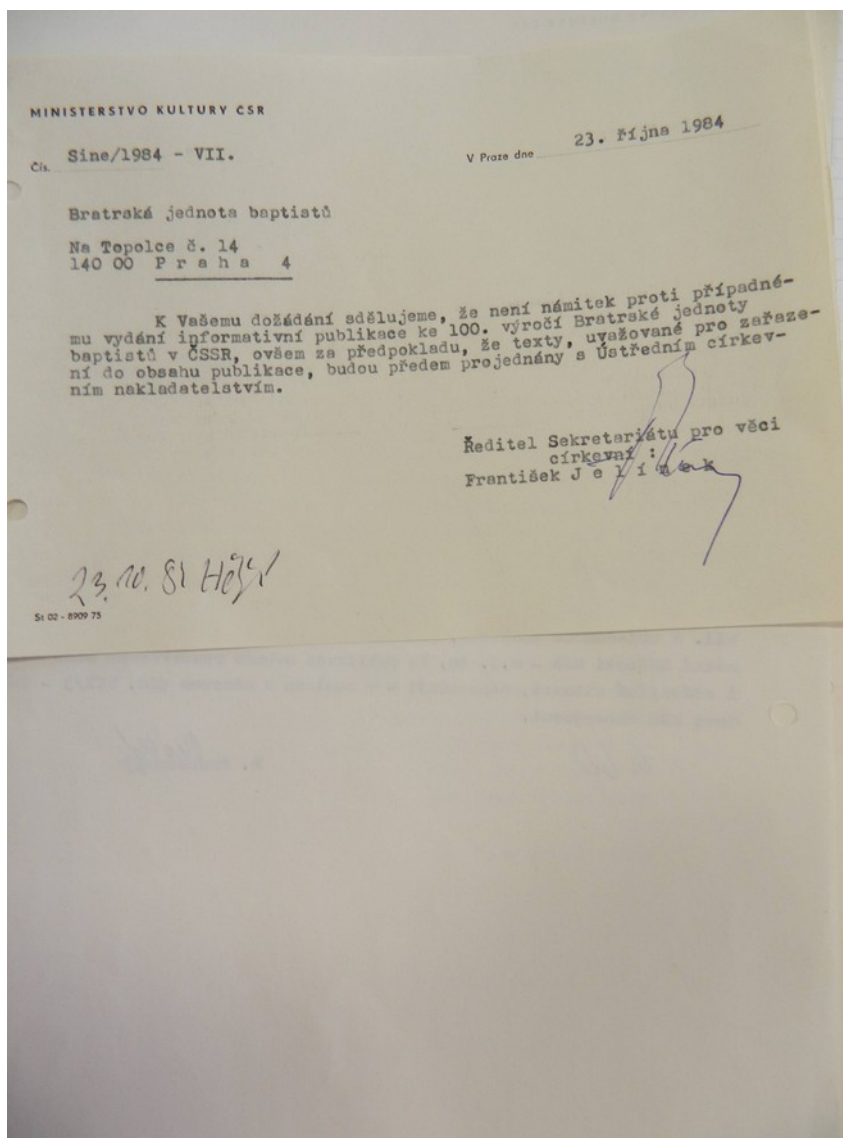 MINISTERSTVO KULTURY ČSR
Čís. Sine/1984 - VII.
V Praze dne 23. října 1984
Bratrská jednota baptistů
Na Topolce č. 14
140 00 P r a h a 4
K Vašemu dožádání sdělujeme, že není námitek proti případné-
mu vydání informativní publikace ke 100. výročí Bratrské jednoty
baptistů v ČSSR, ovšem za předpokladu, že texty, uvažované pro zařaze-
ní do obsahu publikace, budou předem projednány s Ústředním církev-
ním nakladatelstvím.
Ředitel Sekretariátu pro věci
církevní :
František J e l í n e k
23. 10. 81
St 02 - 8909 75